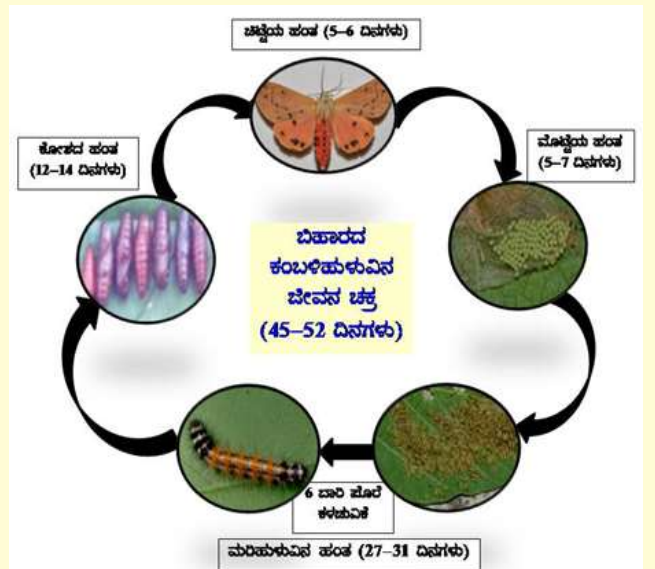 ಚಿಟ್ಟೆಯ ಹಂತ (5–6 ದಿನಗಳು)
ಮೊಟ್ಟೆಯ ಹಂತ
(5–7 ದಿನಗಳು)
ಕೋಶದ ಹಂತ
(12–14 ದಿನಗಳು)
ಬಿಹಾರದ
ಕಂಬಳಿಹುಳುವಿನ
ಜೀವನ ಚಕ್ರ
(45–52 ದಿನಗಳು)
6 ಬಾರಿ ಪೊರೆ
ಕಳಚುವಿಕೆ
ಮರಿಹುಳುವಿನ ಹಂತ (27–31 ದಿನಗಳು)